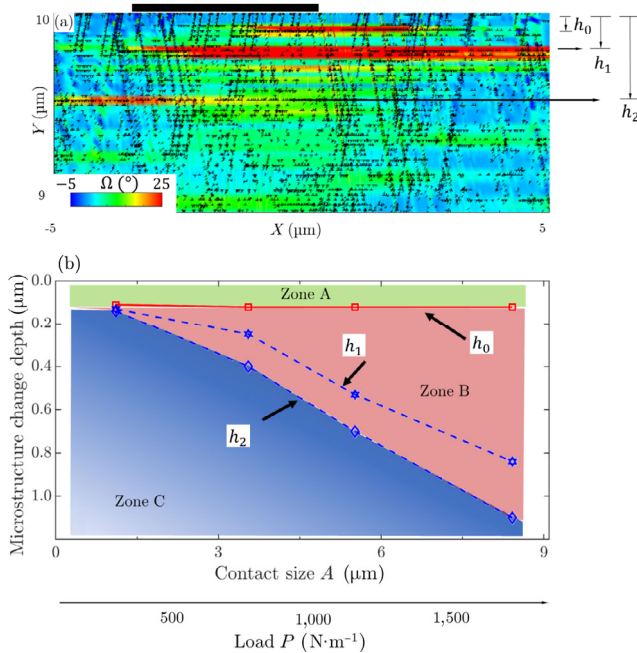 10
(a)
h₀
h₁
h₂
Y (μm)
9
−5 Ω (°) 25
-5
X (μm)
5
(b)
Microstructure change depth (μm)
0.0
0.2
0.4
0.6
0.8
1.0
Zone A
h₁
h₀
Zone B
h₂
Zone C
0 3 6 9
Contact size A (μm)
500 1,000 1,500
Load P (N·m⁻¹)